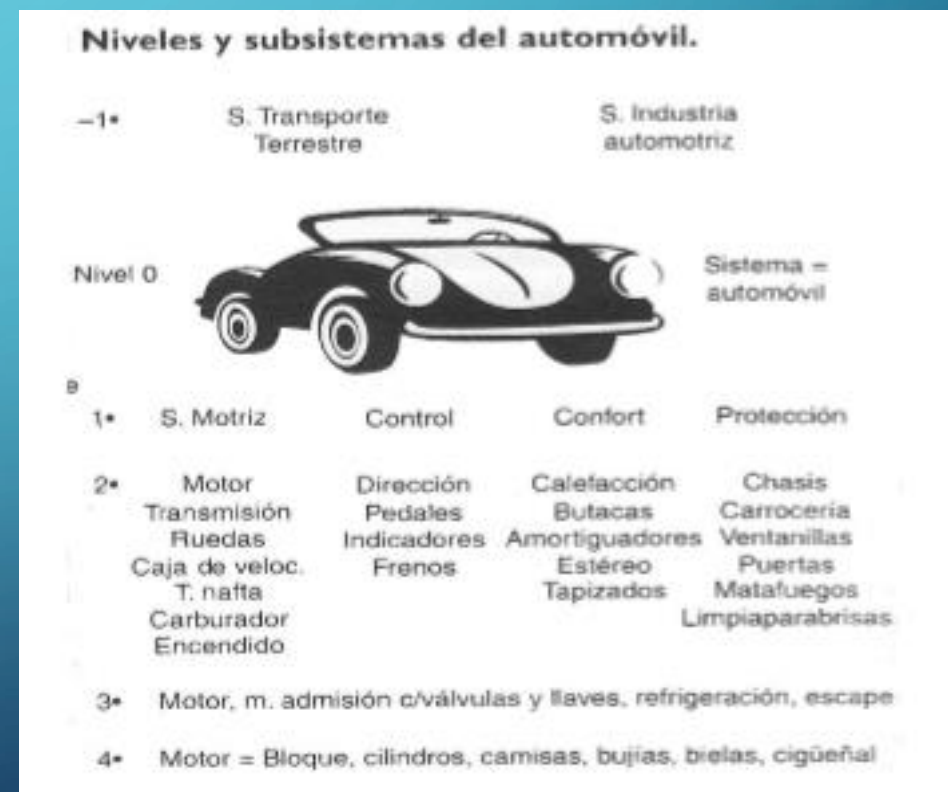 Niveles y subsistemas del automóvil.
–1• S. Transporte Terrestre S. Industria automotriz
Nivel 0 Sistema = automóvil
e
1• S. Motriz Control Confort Protección
2• Motor Dirección Calefacción Chasis
Transmisión Pedales Butacas Carrocería
Ruedas Indicadores Amortiguadores Ventanillas
Caja de veloc. Frenos Estéreo Puertas
T. nafta Tapizados Matafuegos
Carburador Limpiaparabrisas
Encendido
3• Motor, m. admisión c/válvulas y llaves, refrigeración, escape
4• Motor = Bloque, cilindros, camisas, bujías, bielas, cigüeñal